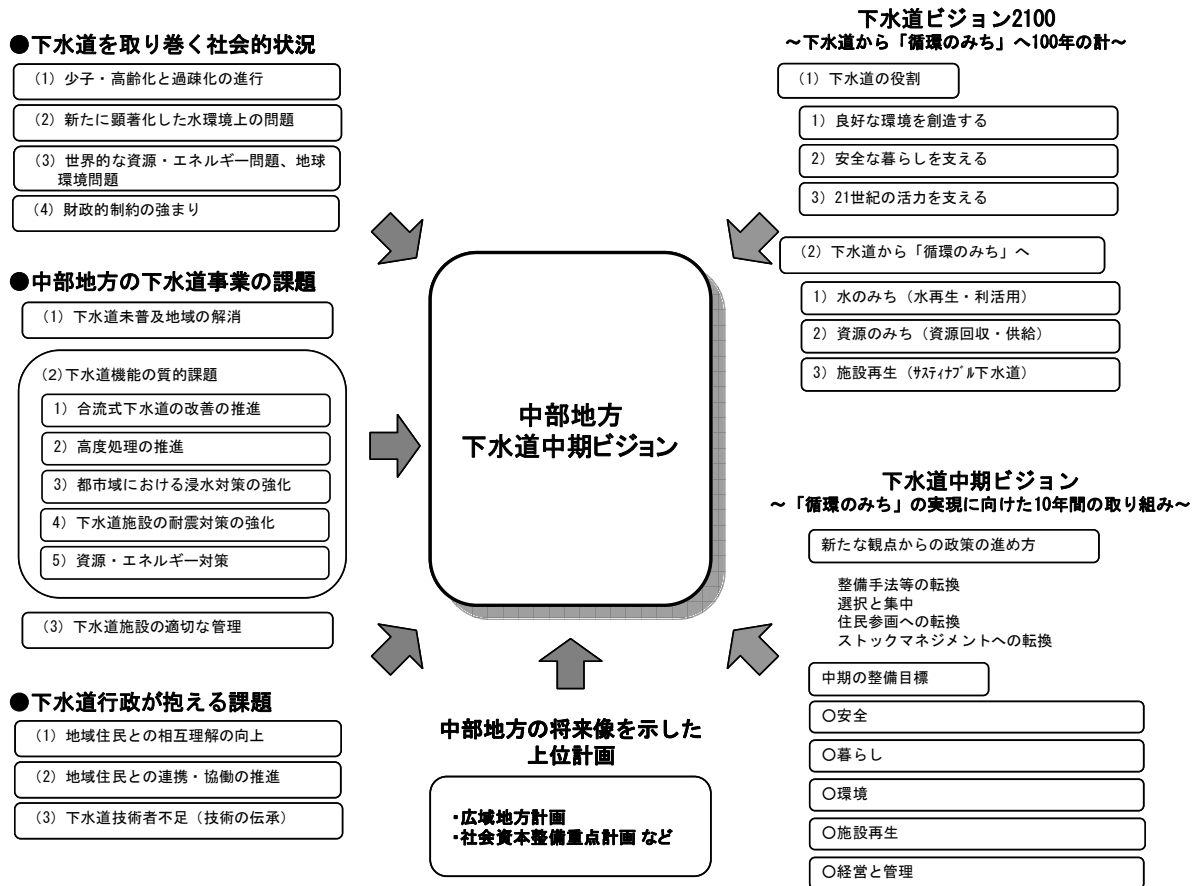 ●下水道を取り巻く社会的状況
（1）少子・高齢化と過疎化の進行
（2）新たに顕著化した水環境上の問題
（3）世界的な資源・エネルギー問題、地球
環境問題
（4）財政的制約の強まり
●中部地方の下水道事業の課題
（1）下水道未普及地域の解消
（2）下水道機能の質的課題
1）合流式下水道の改善の推進
2）高度処理の推進
3）都市域における浸水対策の強化
4）下水道施設の耐震対策の強化
5）資源・エネルギー対策
（3）下水道施設の適切な管理
●下水道行政が抱える課題
（1）地域住民との相互理解の向上
（2）地域住民との連携・協働の推進
（3）下水道技術者不足（技術の伝承）
中部地方
下水道中期ビジョン
中部地方の将来像を示した
上位計画
・広域地方計画
・社会資本整備重点計画 など
下水道ビジョン2100
～下水道から「循環のみち」へ100年の計～
（1）下水道の役割
1）良好な環境を創造する
2）安全な暮らしを支える
3）21世紀の活力を支える
（2）下水道から「循環のみち」へ
1）水のみち（水再生・利活用）
2）資源のみち（資源回収・供給）
3）施設再生（ｻｽﾃｨﾅﾌﾞﾙ下水道）
下水道中期ビジョン
～「循環のみち」の実現に向けた10年間の取り組み～
新たな観点からの政策の進め方
整備手法等の転換
選択と集中
住民参画への転換
ストックマネジメントへの転換
中期の整備目標
○安全
○暮らし
○環境
○施設再生
○経営と管理